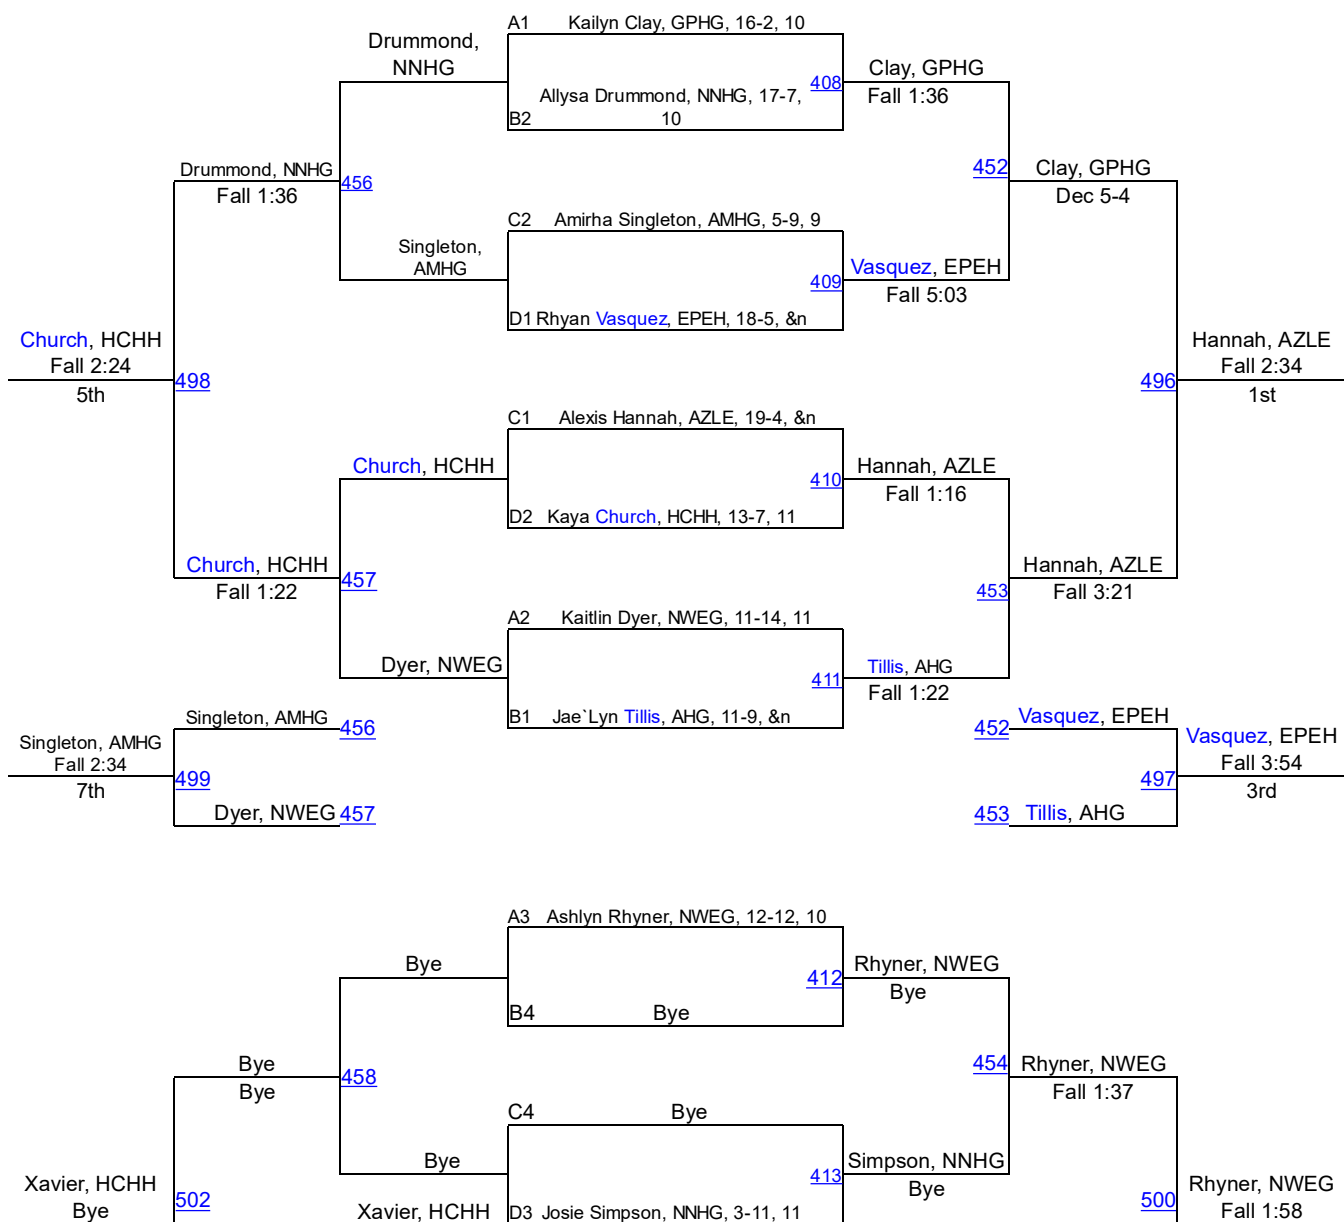 A1 Kailyn Clay, GPHG, 16-2, 10
Drummond,
NNHG
408
Clay, GPHG
Fall 1:36
Allysa Drummond, NNHG, 17-7,
B2 10
Drummond, NNHG
Fall 1:36
456
452
Clay, GPHG
Dec 5-4
C2 Amirha Singleton, AMHG, 5-9, 9
Singleton,
AMHG
409
Vasquez, EPEH
Fall 5:03
D1 Rhyan Vasquez, EPEH, 18-5, &n
Church, HCHH
Fall 2:24
5th
498
496
Hannah, AZLE
Fall 2:34
1st
C1 Alexis Hannah, AZLE, 19-4, &n
Church, HCHH
410
Hannah, AZLE
Fall 1:16
D2 Kaya Church, HCHH, 13-7, 11
Church, HCHH
Fall 1:22
457
453
Hannah, AZLE
Fall 3:21
A2 Kaitlin Dyer, NWEG, 11-14, 11
Dyer, NWEG
411
Tillis, AHG
Fall 1:22
B1 Jae`Lyn Tillis, AHG, 11-9, &n
Singleton, AMHG 456
452 Vasquez, EPEH
Singleton, AMHG
Fall 2:34
7th
499
497
Vasquez, EPEH
Fall 3:54
3rd
Dyer, NWEG 457
453 Tillis, AHG
A3 Ashlyn Rhyner, NWEG, 12-12, 10
Bye
412
Rhyner, NWEG
Bye
B4 Bye
Bye
Bye
458
454
Rhyner, NWEG
Fall 1:37
C4 Bye
Bye
413
Simpson, NNHG
Bye
Xavier, HCHH
Bye
502
Xavier, HCHH
D3 Josie Simpson, NNHG, 3-11, 11
500
Rhyner, NWEG
Fall 1:58